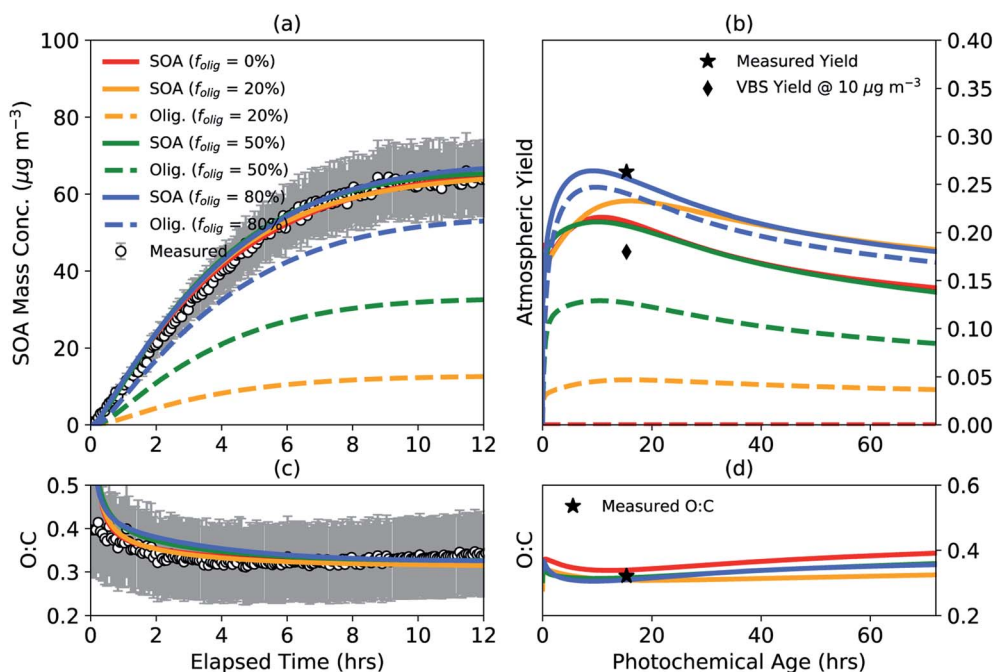 (a)
SOA Mass Conc. (μg m⁻³)
100
80
60
40
20
0
SOA (f_olig = 0%)
SOA (f_olig = 20%)
Olig. (f_olig = 20%)
SOA (f_olig = 50%)
Olig. (f_olig = 50%)
SOA (f_olig = 80%)
Olig. (f_olig = 80%)
Measured
0 2 4 6 8 10 12
(b)
Measured Yield
VBS Yield @ 10 μg m⁻³
Atmospheric Yield
0.40
0.35
0.30
0.25
0.20
0.15
0.10
0.05
0.00
0 20 40 60
(c)
O:C
0.5
0.4
0.3
0.2
0 2 4 6 8 10 12
Elapsed Time (hrs)
(d)
Measured O:C
O:C
0.6
0.4
0.2
0 20 40 60
Photochemical Age (hrs)